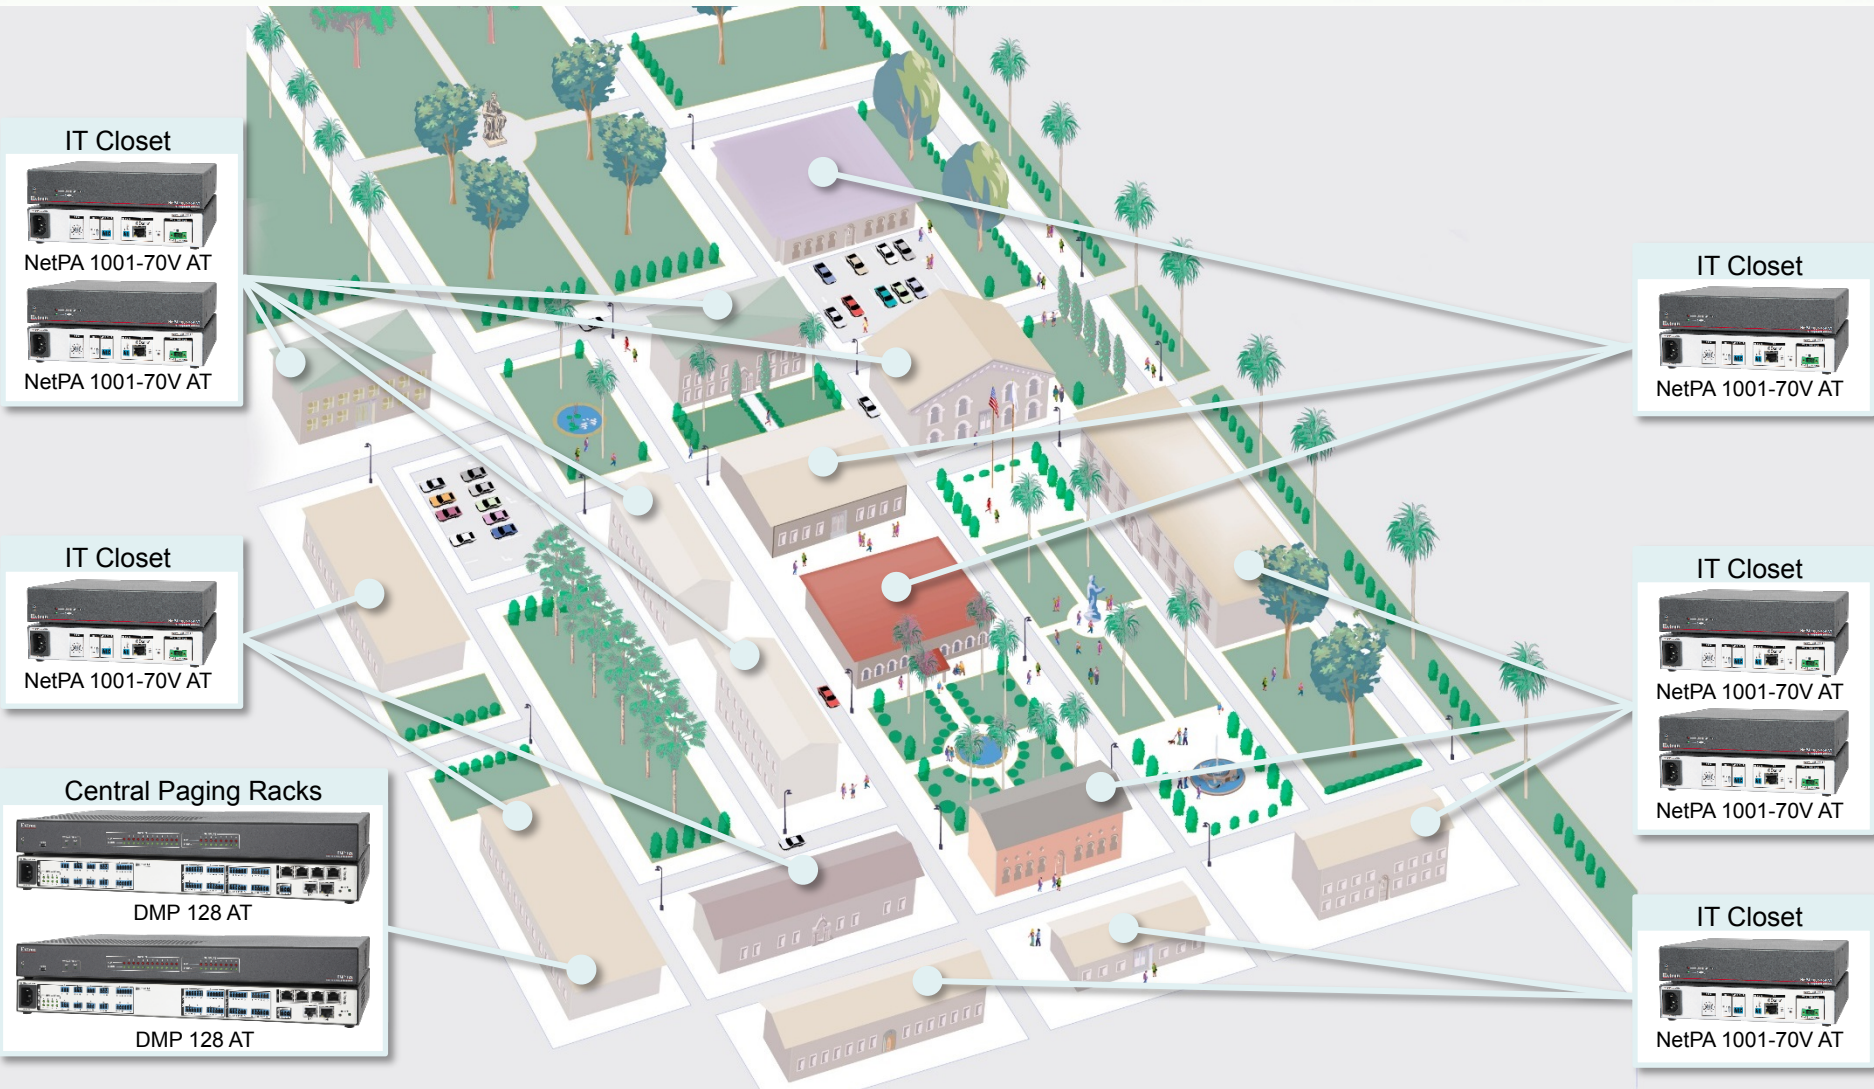 IT Closet
NetPA 1001-70V AT
NetPA 1001-70V AT
IT Closet
NetPA 1001-70V AT
Central Paging Racks
DMP 128 AT
DMP 128 AT
IT Closet
NetPA 1001-70V AT
IT Closet
NetPA 1001-70V AT
NetPA 1001-70V AT
IT Closet
NetPA 1001-70V AT